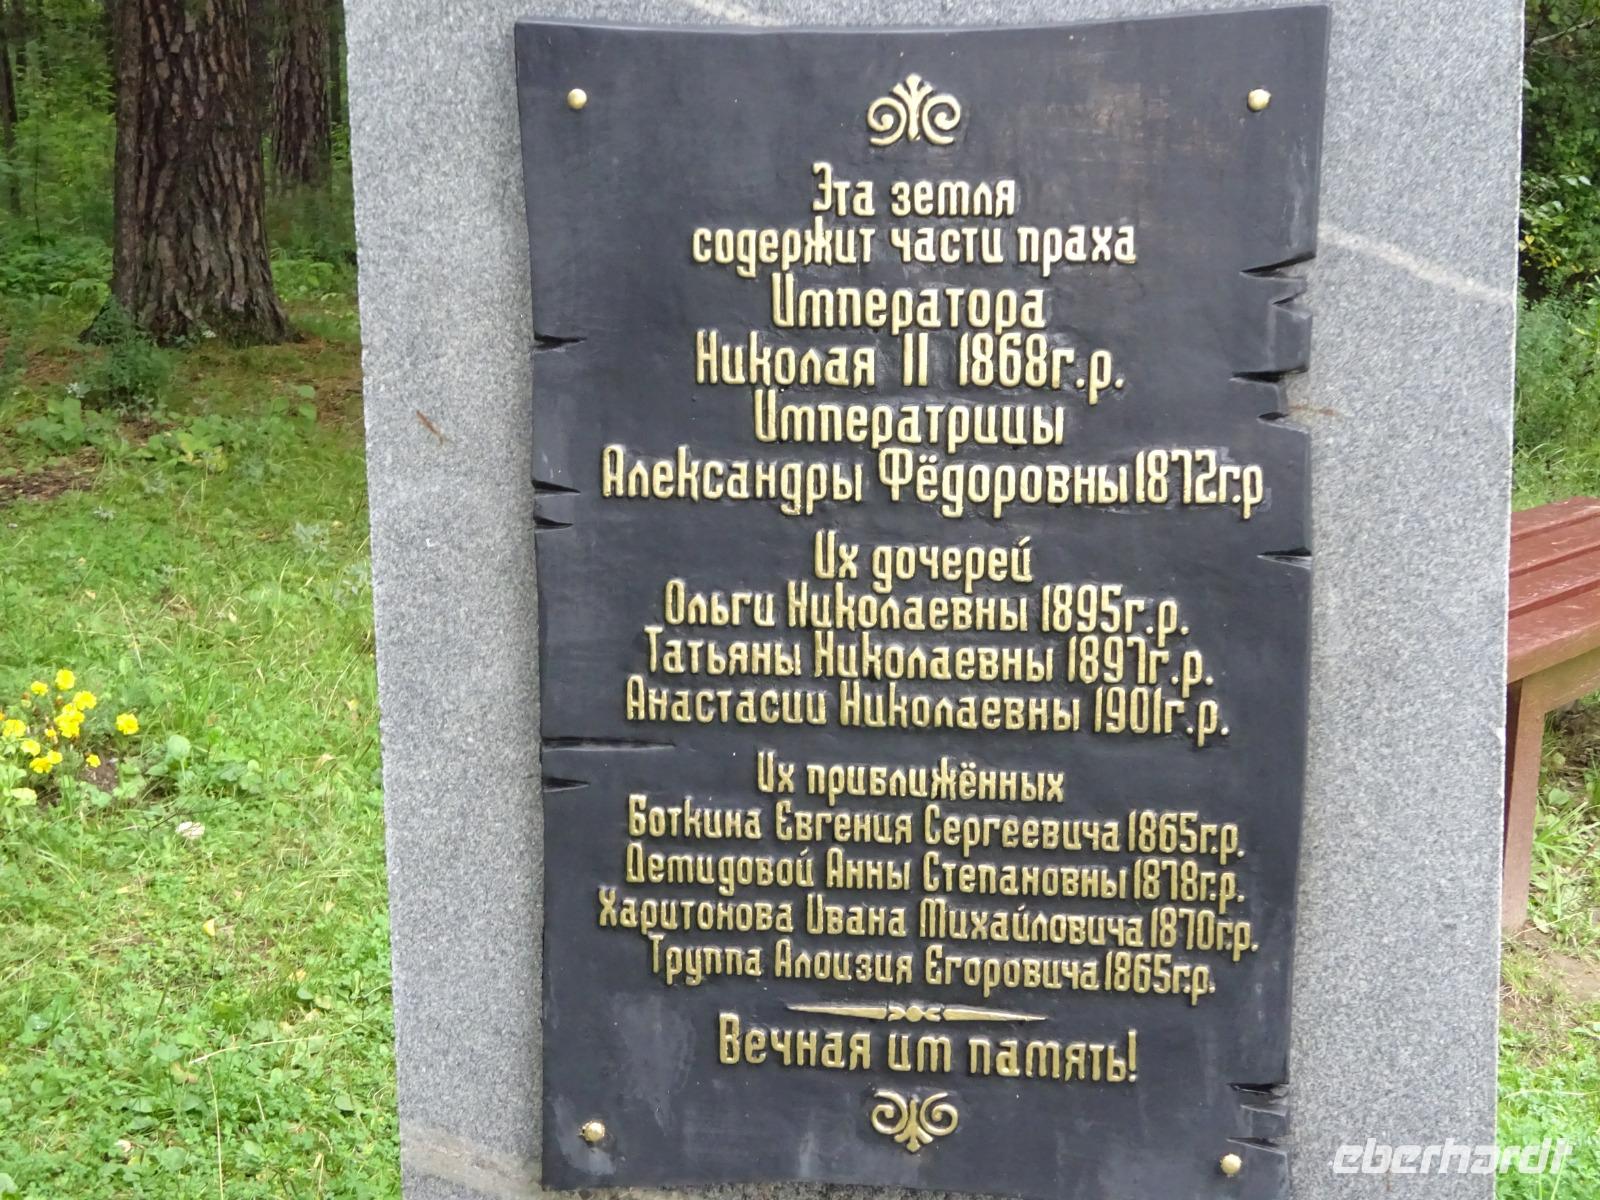 Эта земля
содержит части праха
Императора
Николая II 1868г.р.
Императрицы
Александры Фёдоровны 1872г.р
Их дочерей
Ольги Николаевны 1895г.р.
Татьяны Николаевны 1897г.р.
Анастасии Николаевны 1901г.р.
Их приближённых
Боткина Евгения Сергеевича 1865г.р.
Демидовой Анны Степановны 1878г.р.
Харитонова Ивана Михайловича 1870г.р.
Труппа Алоизия Егоровича 1865г.р.
Вечная им память!
eberhardt